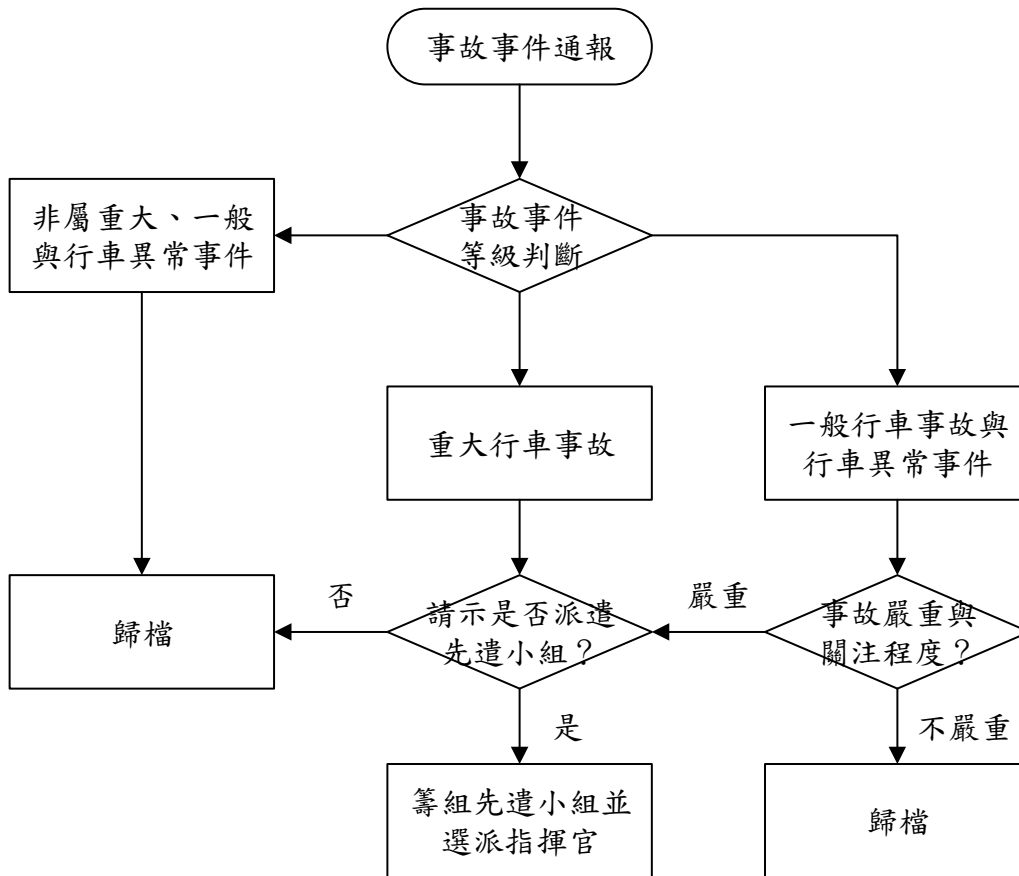 事故事件通報
非屬重大、一般
與行車異常事件
事故事件
等級判斷
重大行車事故
一般行車事故與
行車異常事件
歸檔
否
請示是否派遣
先遣小組？
嚴重
事故嚴重與
關注程度？
是
不嚴重
籌組先遣小組並
選派指揮官
歸檔